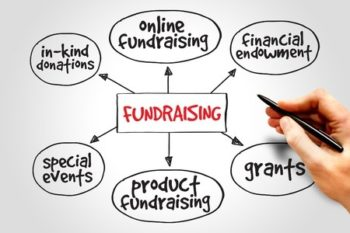 online
fundraising
in-kind
donations
financial
endowment
FUNDRAISING
special
events
product
fundraising
grants